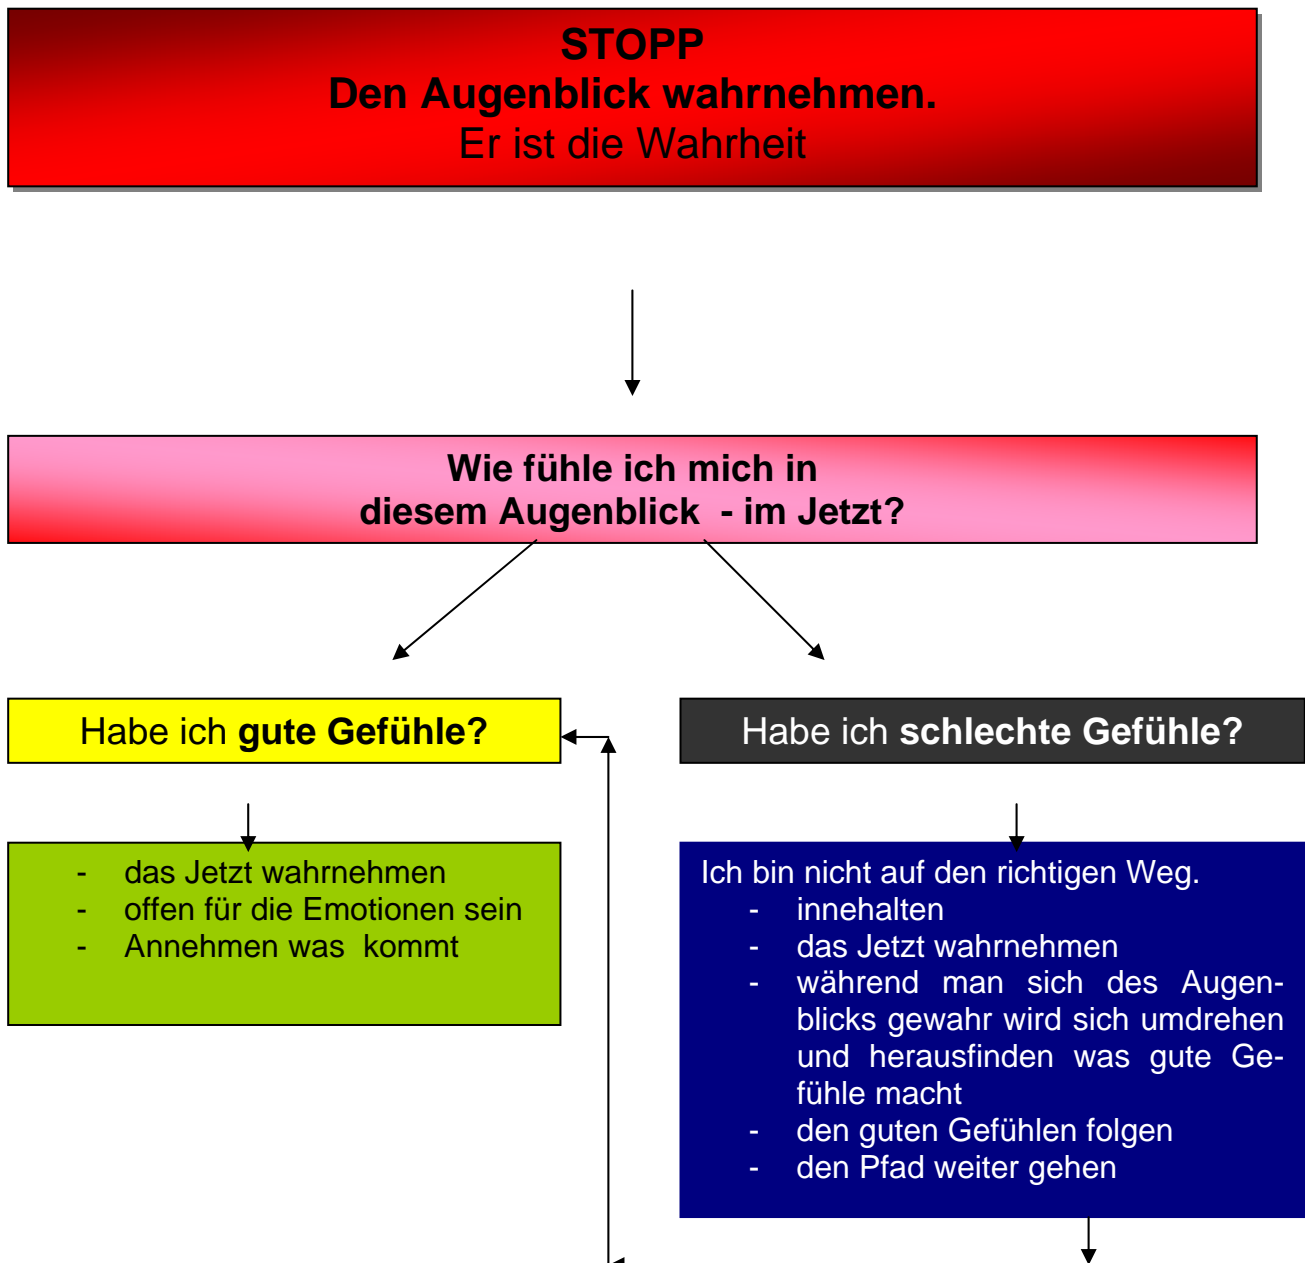 STOPP
Den Augenblick wahrnehmen.
Er ist die Wahrheit
Wie fühle ich mich in
diesem Augenblick - im Jetzt?
Habe ich gute Gefühle?
Habe ich schlechte Gefühle?
- das Jetzt wahrnehmen
- offen für die Emotionen sein
- Annehmen was kommt
Ich bin nicht auf den richtigen Weg.
- innehalten
- das Jetzt wahrnehmen
- während man sich des Augen-
blicks gewahr wird sich umdrehen
und herausfinden was gute Ge-
fühle macht
- den guten Gefühlen folgen
- den Pfad weiter gehen